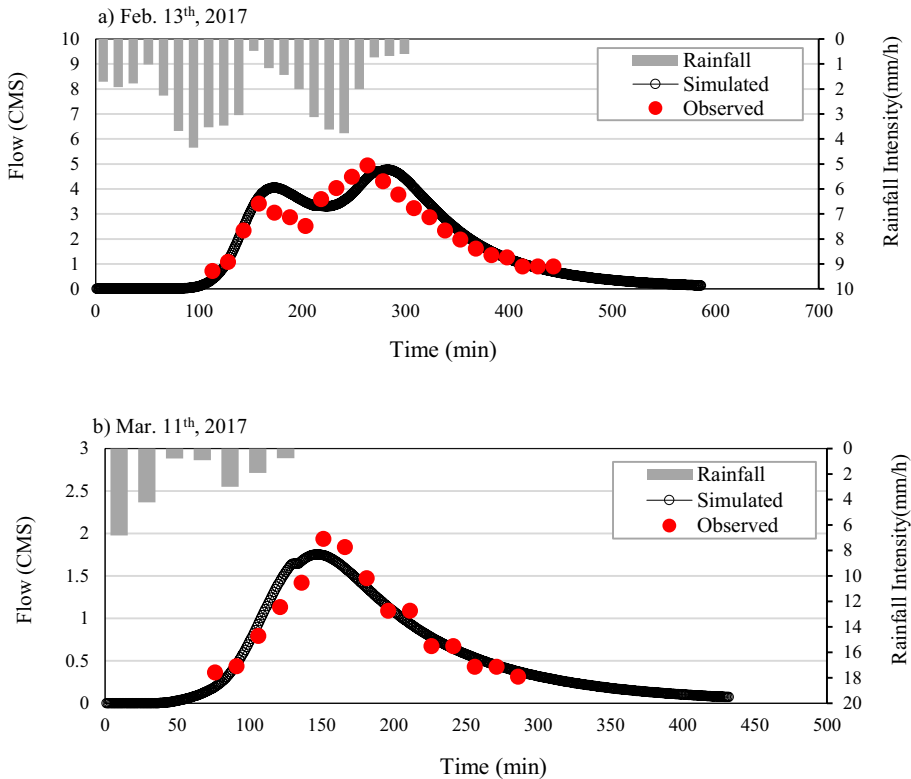 a) Feb. 13th, 2017
10
9
8
7
6
5
4
3
2
1
0
Flow (CMS)
0
1
2
3
4
5
6
7
8
9
10
Rainfall Intensity(mm/h)
Rainfall
Simulated
Observed
0 100 200 300 400 500 600 700
Time (min)
b) Mar. 11th, 2017
3
2.5
2
1.5
1
0.5
0
Flow (CMS)
0
2
4
6
8
10
12
14
16
18
20
Rainfall Intensity(mm/h)
Rainfall
Simulated
Observed
0 50 100 150 200 250 300 350 400 450 500
Time (min)